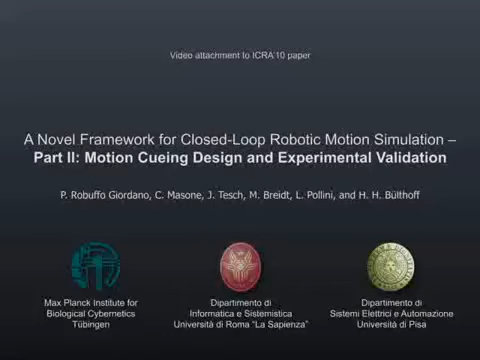 Video attachment to ICRA'10 paper
A Novel Framework for Closed-Loop Robotic Motion Simulation –
Part II: Motion Cueing Design and Experimental Validation
P. Robuffo Giordano, C. Masone, J. Tesch, M. Breidt, L. Pollini, and H. H. Bülthoff
Max Planck Institute for
Biological Cybernetics
Tübingen
Dipartimento di
Informatica e Sistemistica
Università di Roma "La Sapienza"
Dipartimento di
Sistemi Elettrici e Automazione
Università di Pisa